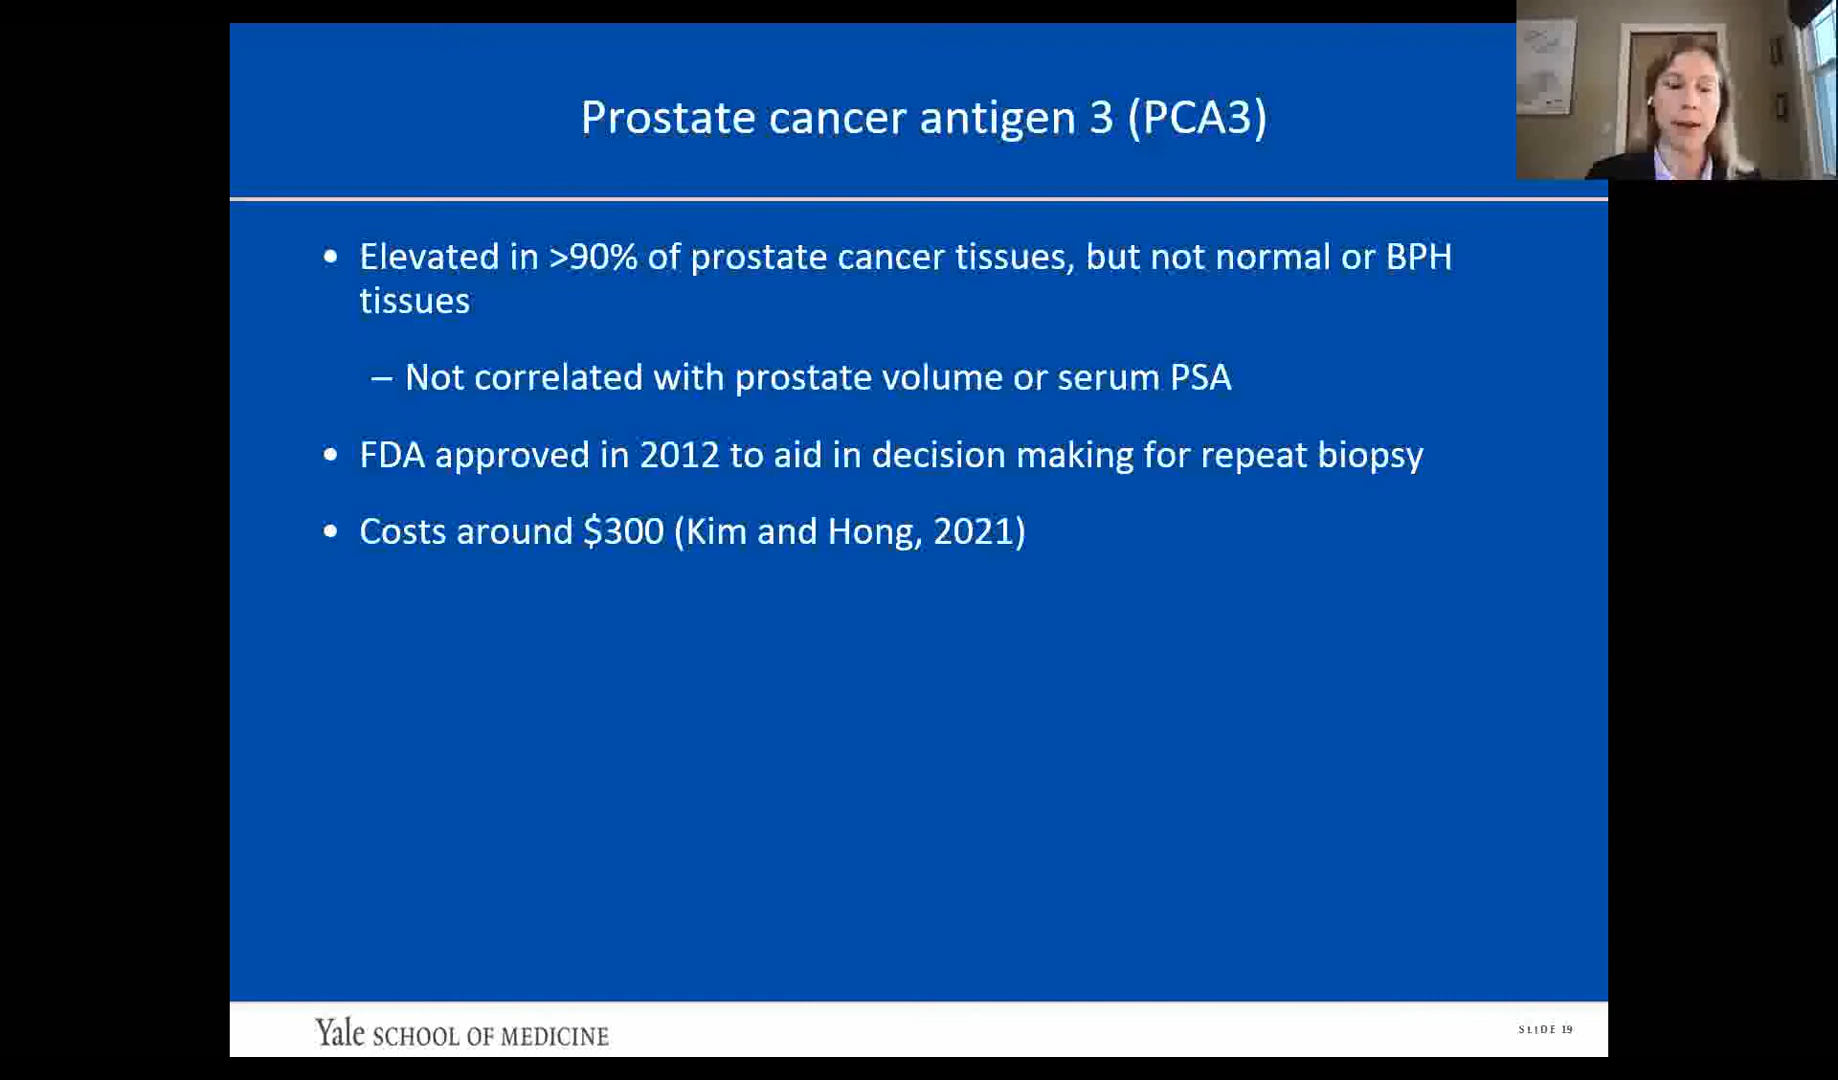 Prostate cancer antigen 3 (PCA3)
• Elevated in >90% of prostate cancer tissues, but not normal or BPH
tissues
– Not correlated with prostate volume or serum PSA
• FDA approved in 2012 to aid in decision making for repeat biopsy
• Costs around $300 (Kim and Hong, 2021)
Yale SCHOOL OF MEDICINE
SLIDE 19